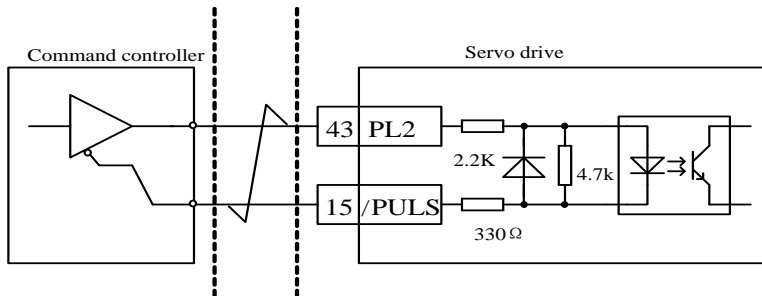 Command controller
Servo drive
43 PL2
2.2K
4.7k
15 /PULS
330Ω